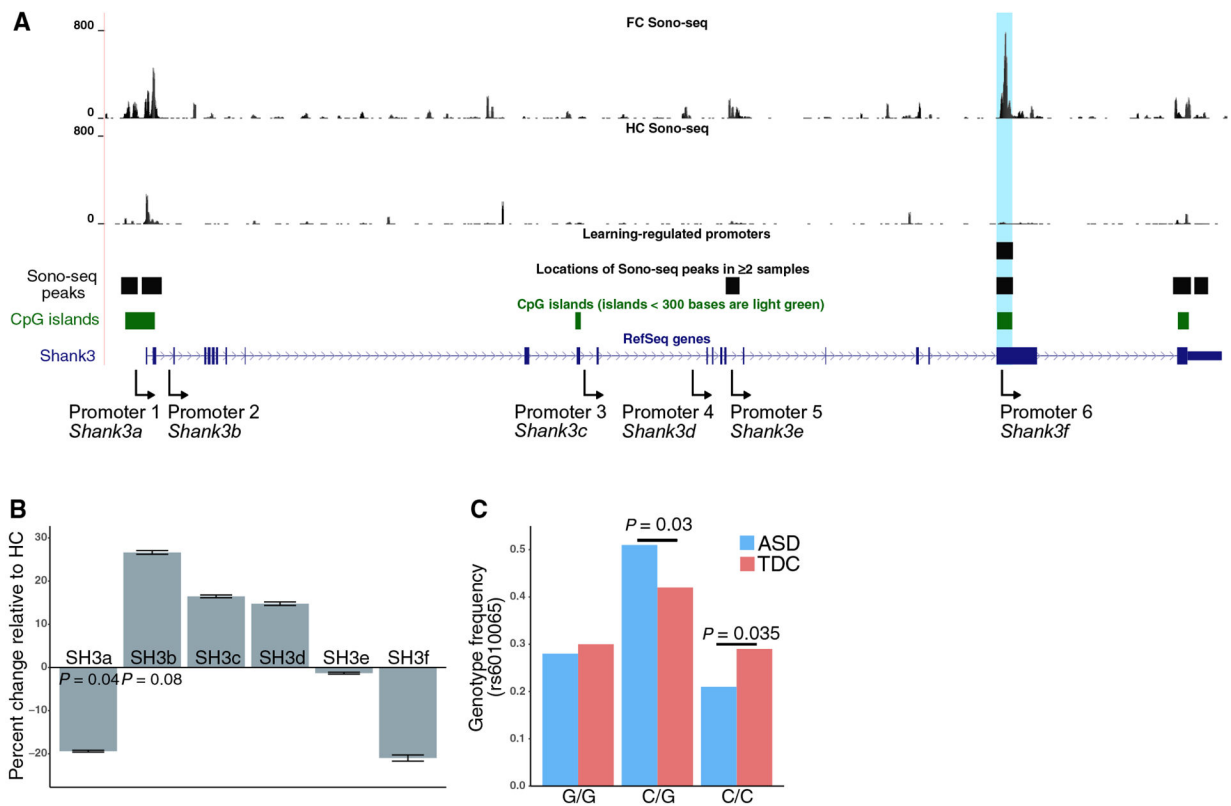 A
800
FC Sono-seq
0
800
HC Sono-seq
0
Learning-regulated promoters
Locations of Sono-seq peaks in ≥2 samples
Sono-seq
peaks
CpG islands (islands < 300 bases are light green)
CpG islands
RefSeq genes
Shank3
Promoter 1
Shank3a
Promoter 2
Shank3b
Promoter 3
Shank3c
Promoter 4
Shank3d
Promoter 5
Shank3e
Promoter 6
Shank3f
B
Percent change relative to HC
30
20
10
0
−10
−20
SH3a SH3b SH3c SH3d SH3e SH3f
P = 0.04 P = 0.08
C
Genotype frequency
(rs6010065)
0.5
0.4
0.3
0.2
0.1
0.0
P = 0.03
P = 0.035
ASD
TDC
G/G C/G C/C